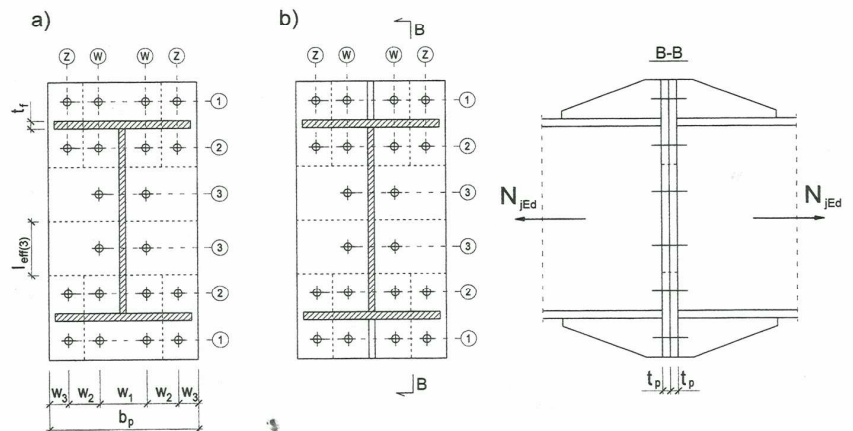 a)
Z W W Z
t_f
1
2
3
l_eff(3)
3
2
1
w_3 w_2 w_1 w_2 w_3
b_p
b)
B
Z W W Z
1
2
3
3
2
1
B
B-B
N_jEd
N_jEd
t_p t_p